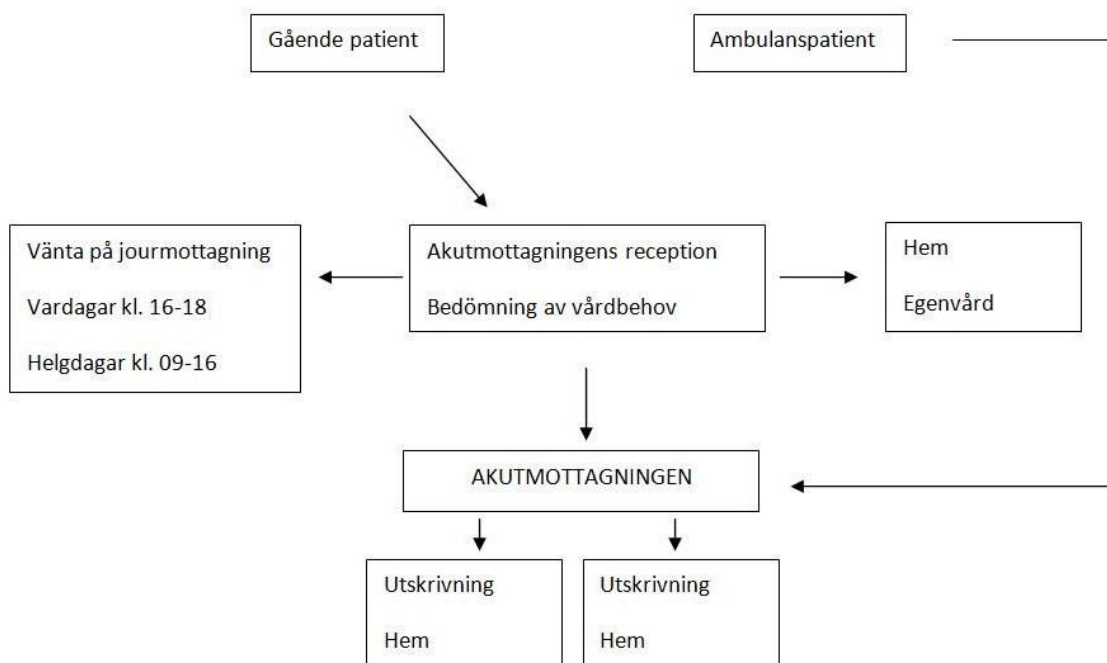 Gående patient
Ambulanspatient
Vänta på jourmottagning
Vardagar kl. 16-18
Helgdagar kl. 09-16
Akutmottagningens reception
Bedömning av vårdbehov
Hem
Egenvård
AKUTMOTTAGNINGEN
Utskrivning
Hem
Utskrivning
Hem